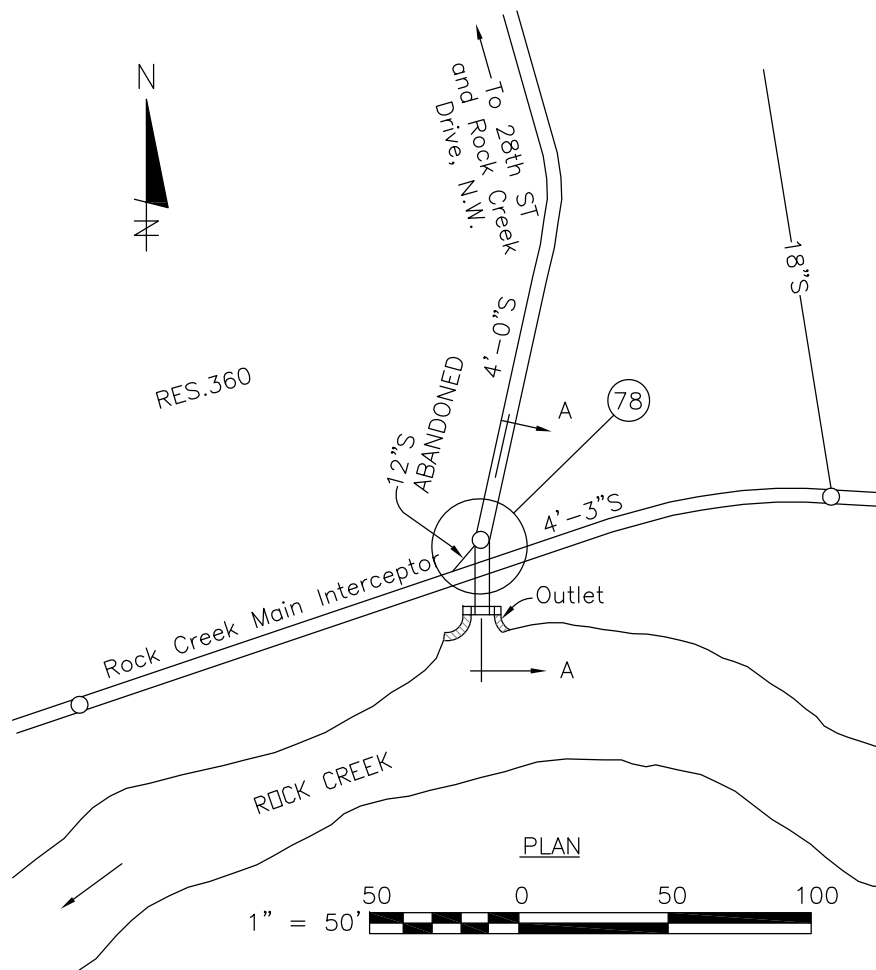 N
N
To 28th ST
and Rock Creek
Drive, N.W.
18"S
4'-0"S
RES.360
A
78
12"S
ABANDONED
4'-3"S
Rock Creek Main Interceptor
Outlet
A
ROCK CREEK
PLAN
50 0 50 100
1" = 50'